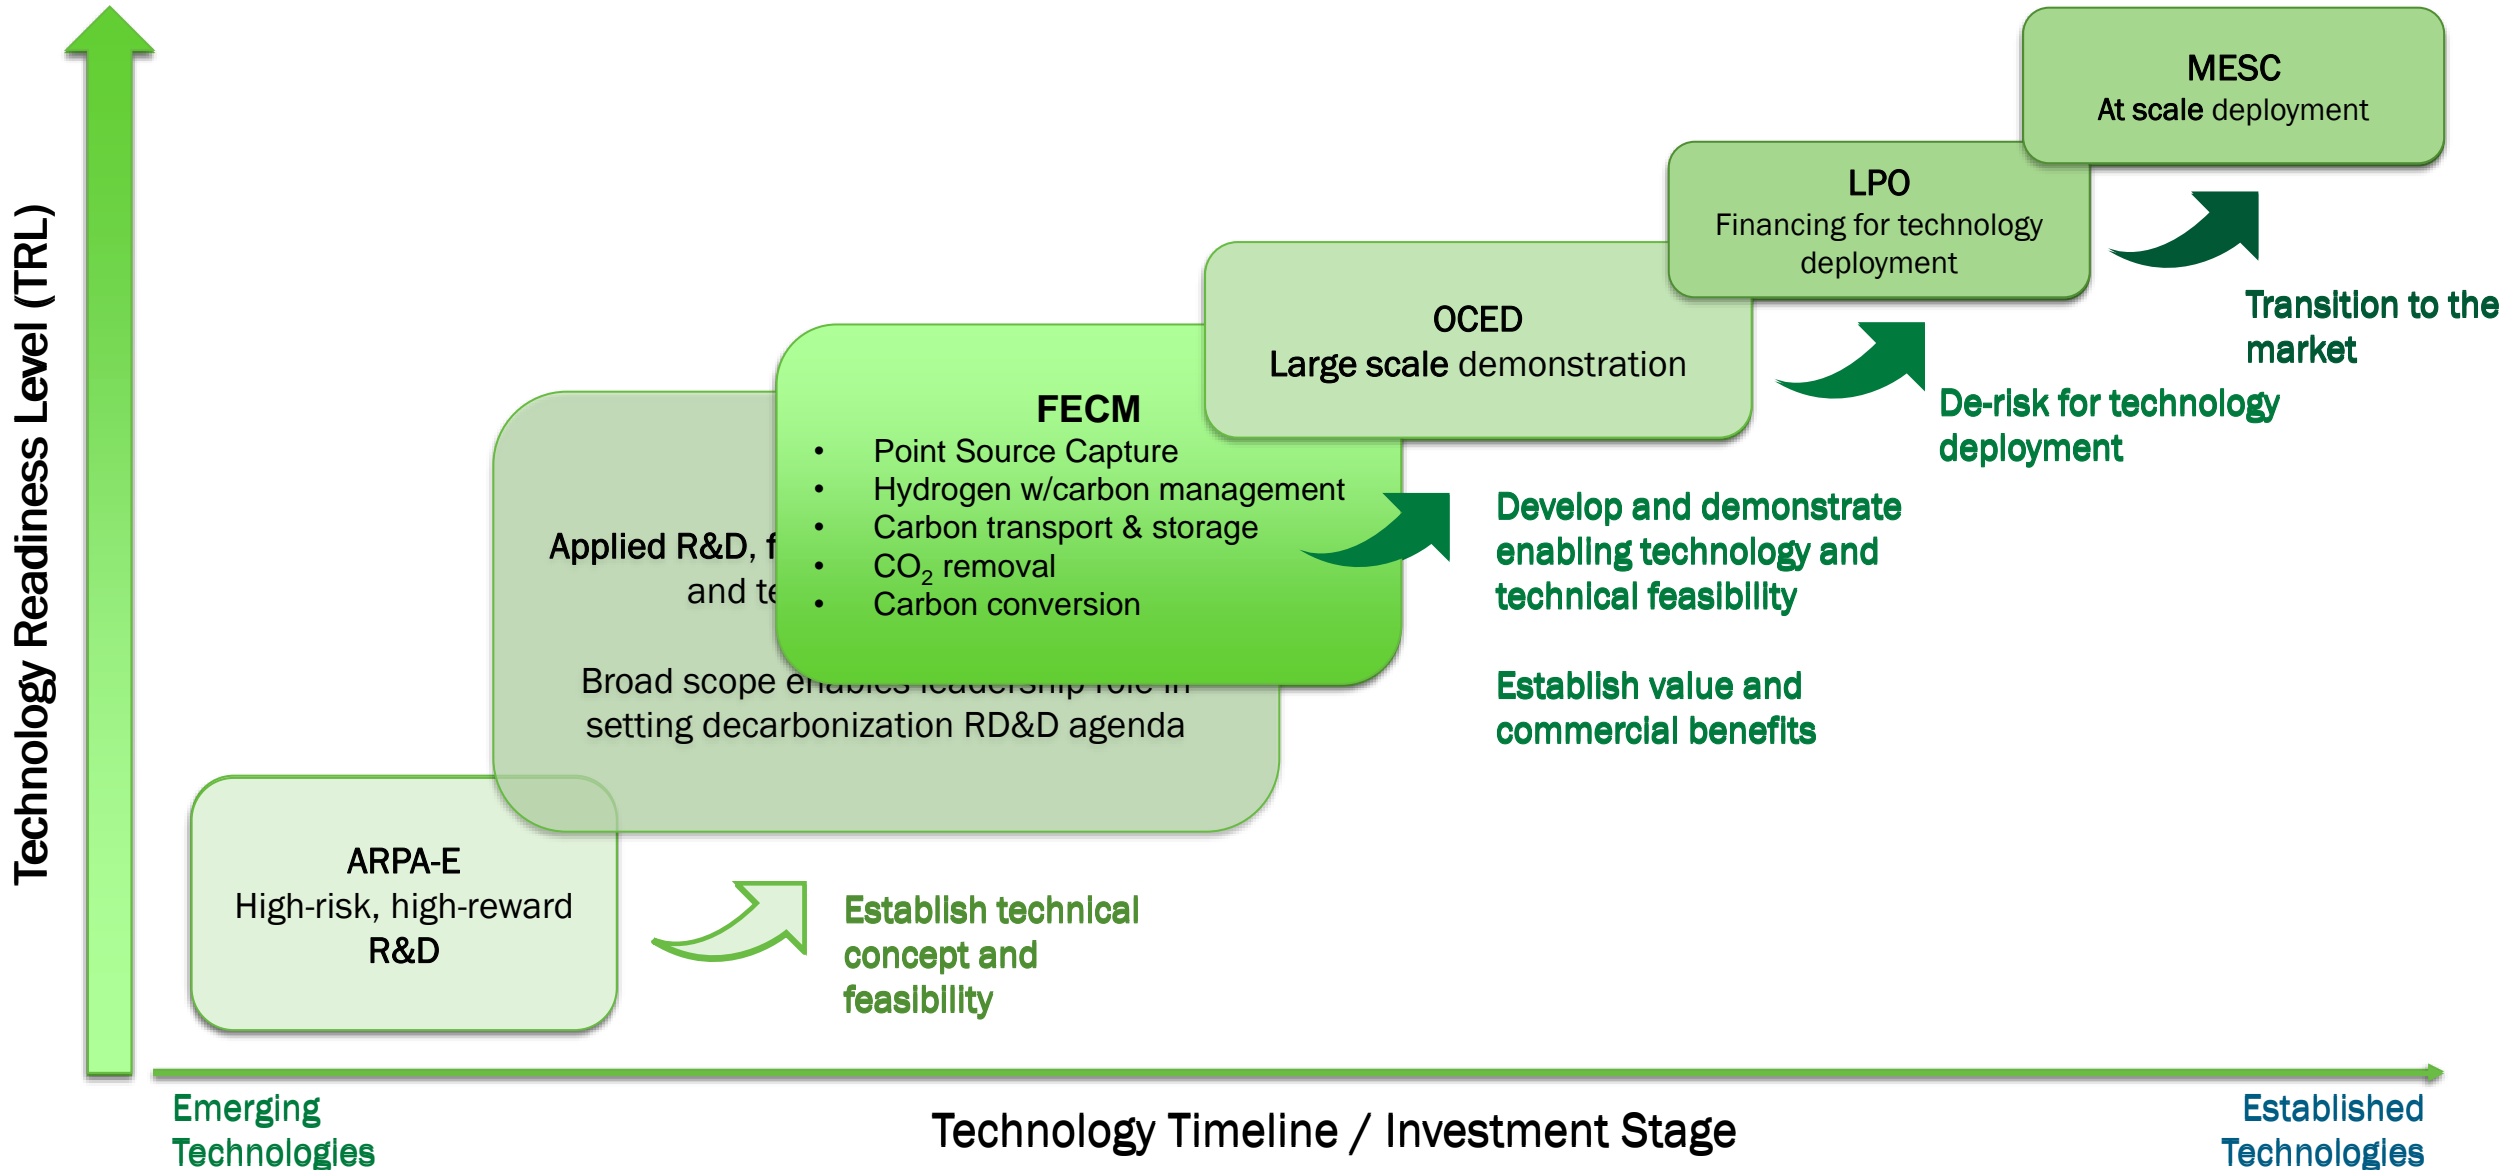 Technology Readiness Level (TRL)
MESC
At scale deployment
LPO
Financing for technology
deployment
Transition to the
market
OCED
Large scale demonstration
De-risk for technology
deployment
FECM
• Point Source Capture
• Hydrogen w/carbon management
• Carbon transport & storage
• CO₂ removal
• Carbon conversion
Develop and demonstrate
enabling technology and
technical feasibility
Establish value and
commercial benefits
Applied R&D,
and
Broad scope enables leadership role in
setting decarbonization RD&D agenda
ARPA-E
High-risk, high-reward
R&D
Establish technical
concept and
feasibility
Emerging
Technologies
Technology Timeline / Investment Stage
Established
Technologies